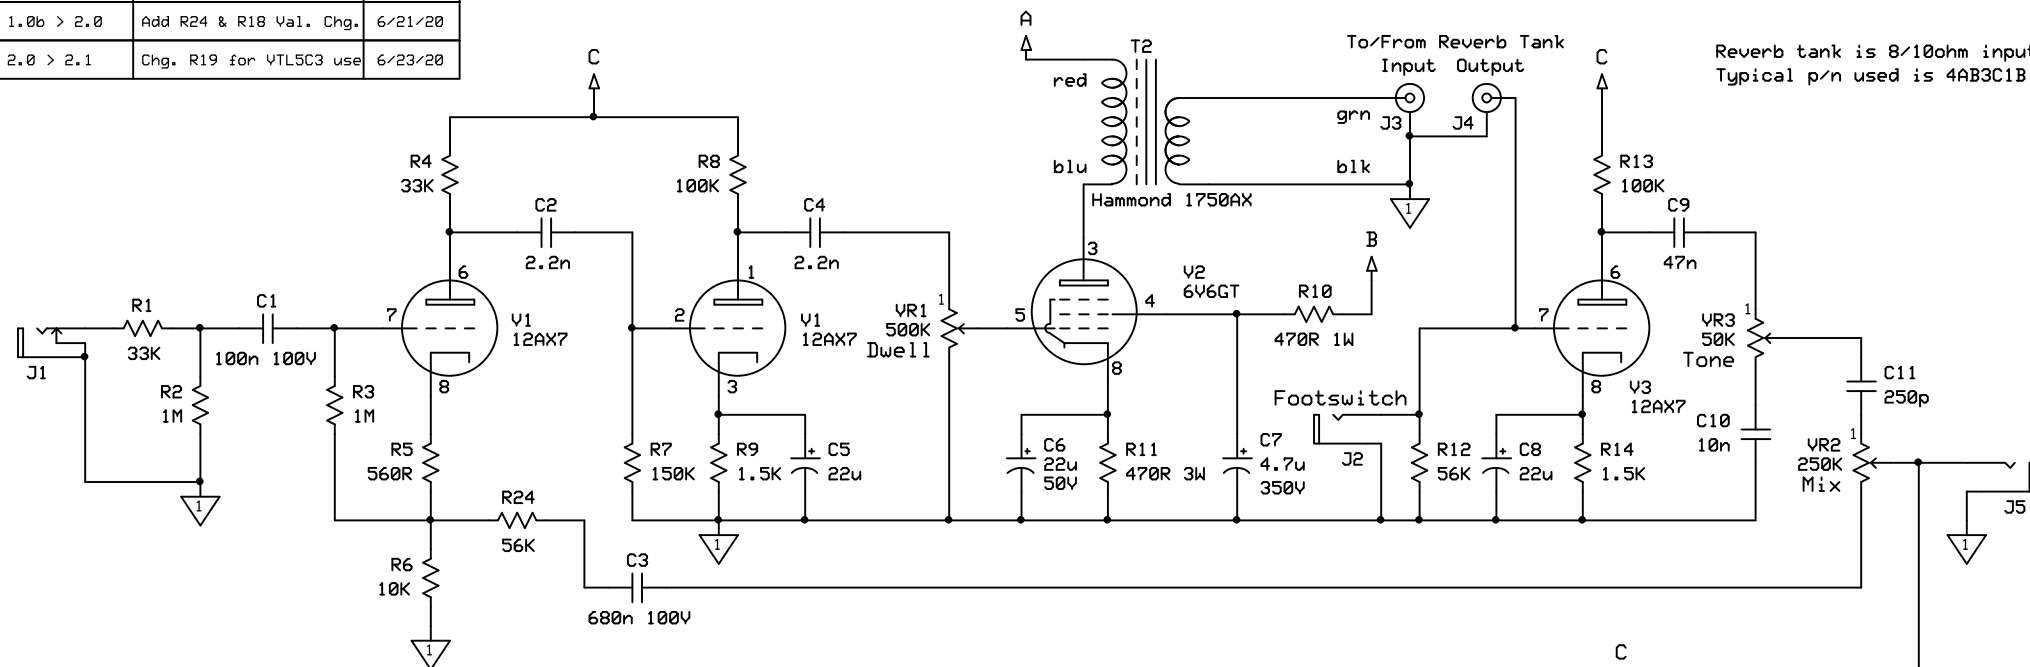 1.0b > 2.0 Add R24 & R18 Val. Chg. 6/21/20
2.0 > 2.1 Chg. R19 for VTL5C3 use 6/23/20
C
A
T2
red
blu
Hammond 1750AX
To/From Reverb Tank
Input Output
grn
J3
J4
blk
1
C
Reverb tank is 8/10ohm input
Typical p/n used is 4AB3C1B
R4
33K
R8
100K
R13
100K
C2
2.2n
C4
2.2n
C9
47n
B
J1
R1
33K
C1
100n 100V
R2
1M
1
R3
1M
6
7
8
V1
12AX7
R5
560R
R6
10K
1
R24
56K
C3
680n 100V
1
2
3
V1
12AX7
R7
150K
R9
1.5K
+
C5
22u
1
1
VR1
500K
Dwell
3
5
4
8
V2
6V6GT
R10
470R 1W
+
C6
22u
50V
R11
470R 3W
+
C7
4.7u
350V
Footswitch
J2
R12
56K
+
C8
22u
R14
1.5K
6
7
8
V3
12AX7
1
VR3
50K
Tone
C10
10n
C11
250p
1
VR2
250K
Mix
J5
1
C